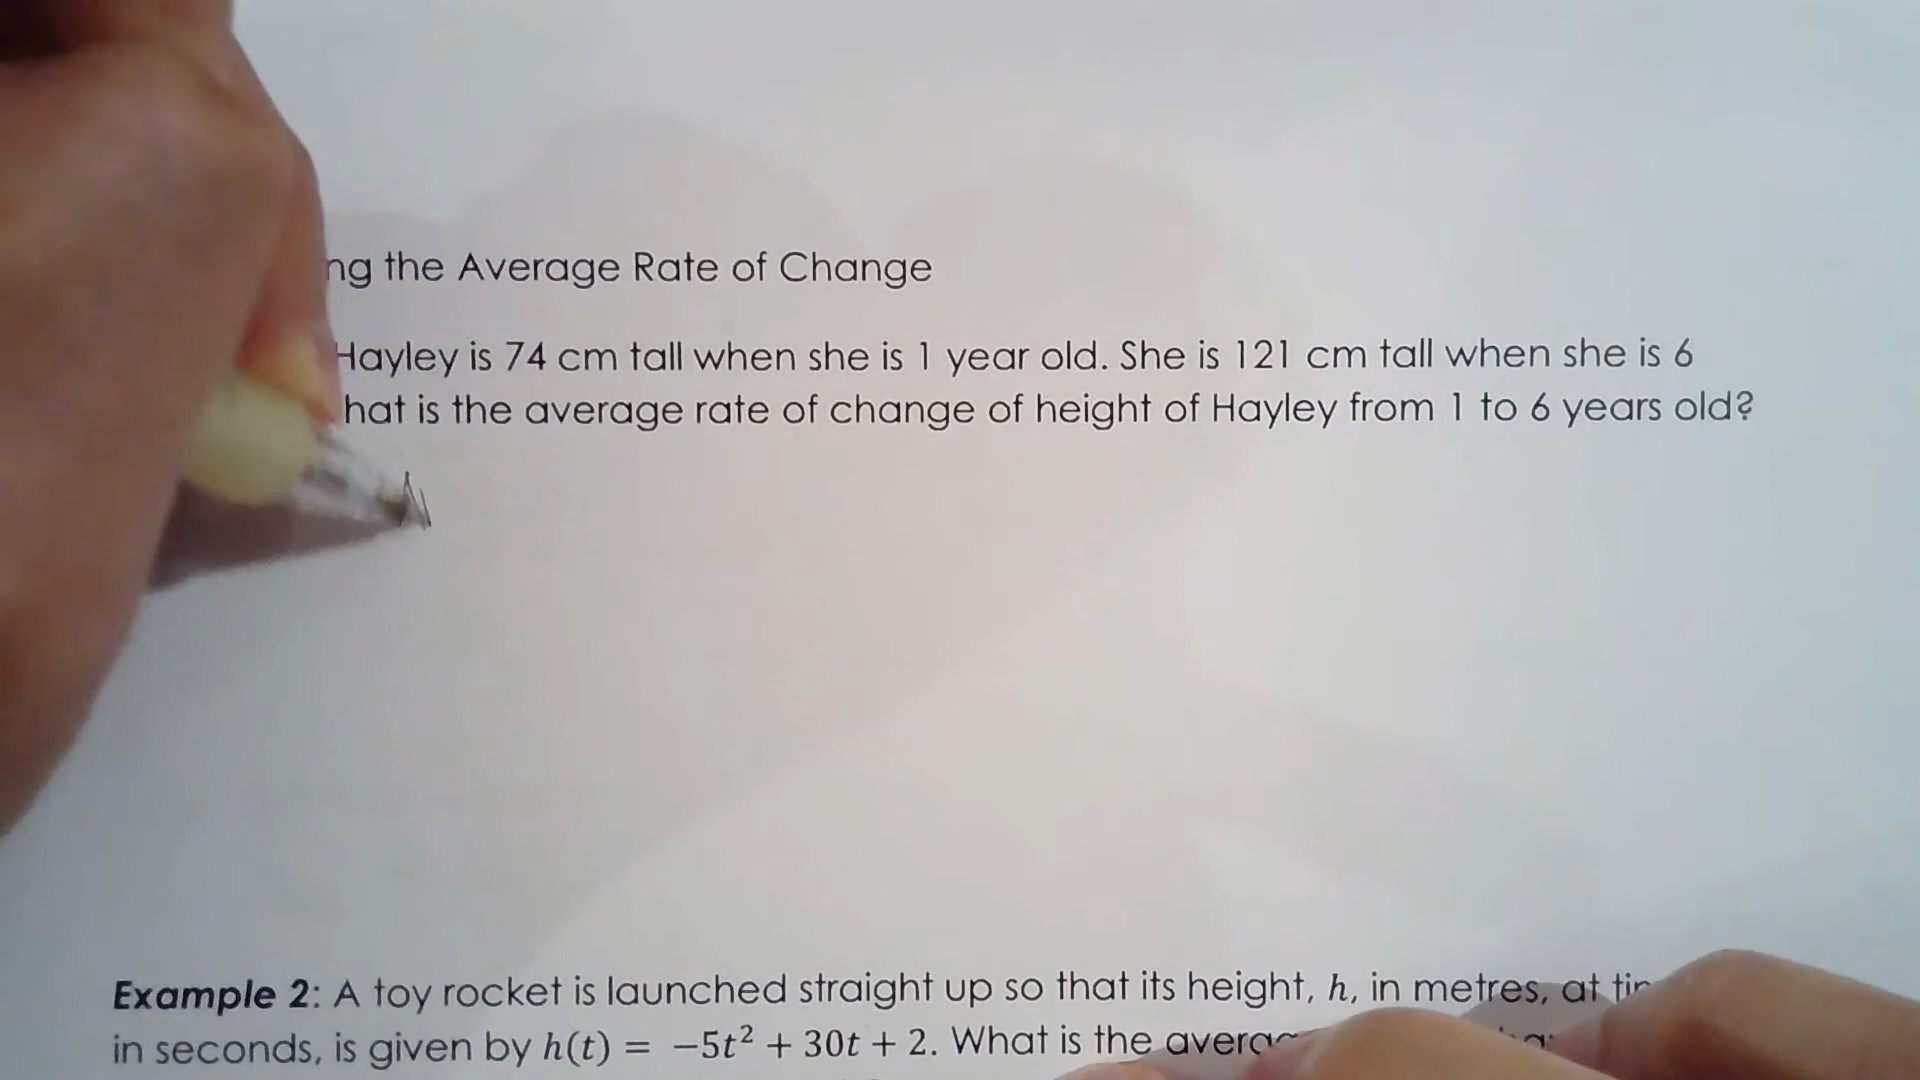 ng the Average Rate of Change
Hayley is 74 cm tall when she is 1 year old. She is 121 cm tall when she is 6
hat is the average rate of change of height of Hayley from 1 to 6 years old?
Example 2: A toy rocket is launched straight up so that its height, h, in metres, at
in seconds, is given by h(t) = −5t² + 30t + 2. What is the